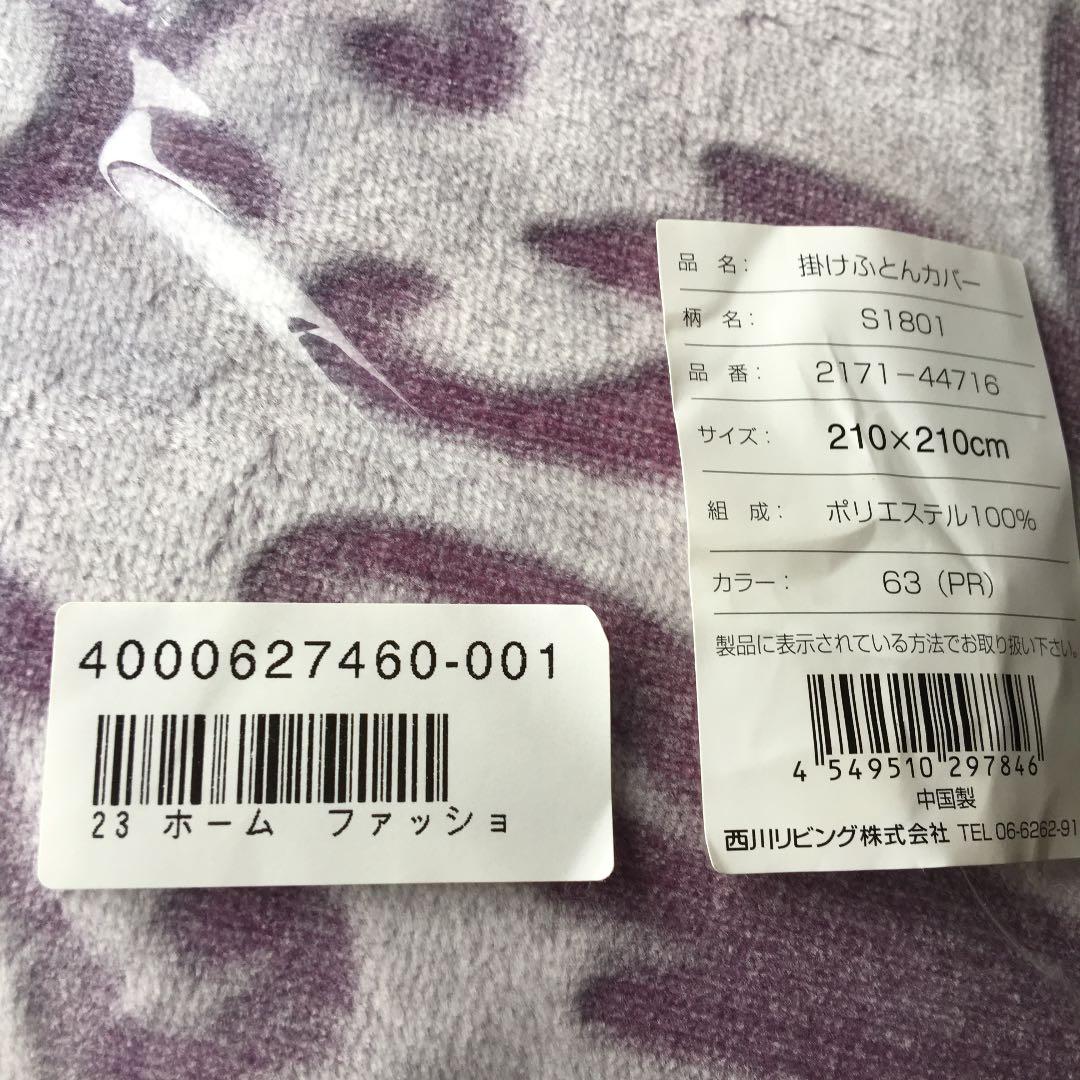 品 名： 掛けふとんカバー
柄 名： S1801
品 番： 2171-44716
サイズ： 210×210cm
組 成： ポリエステル100%
カラー： 63（PR）
製品に表示されている方法でお取り扱い下さい。
4 549510 297846
中国製
西川リビング株式会社 TEL 06-6262-91
4000627460-001
23 ホーム ファッショ